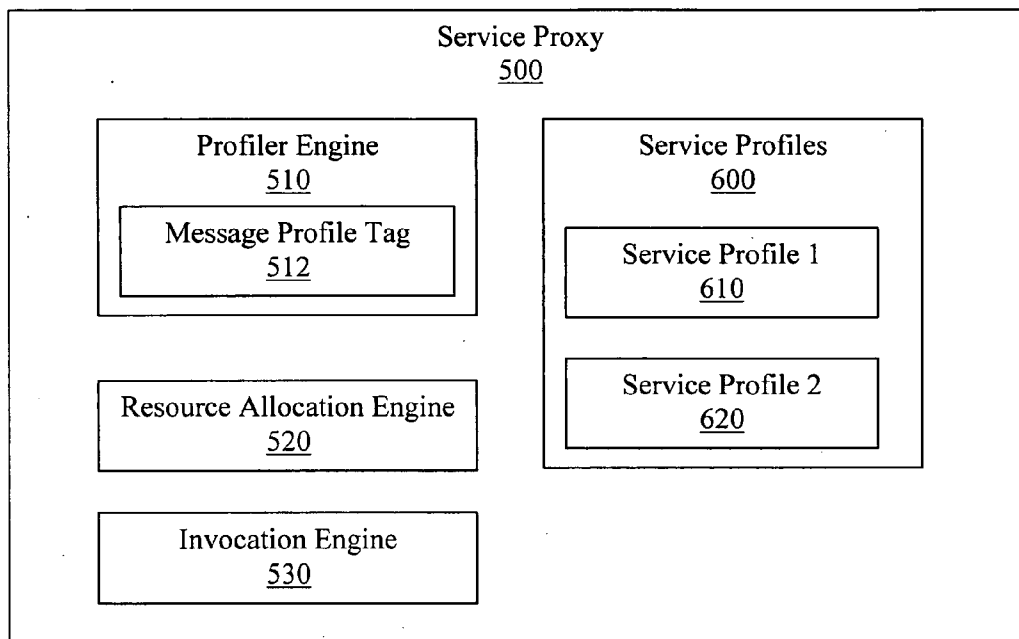 Service Proxy
500
Profiler Engine
510
Message Profile Tag
512
Resource Allocation Engine
520
Invocation Engine
530
Service Profiles
600
Service Profile 1
610
Service Profile 2
620